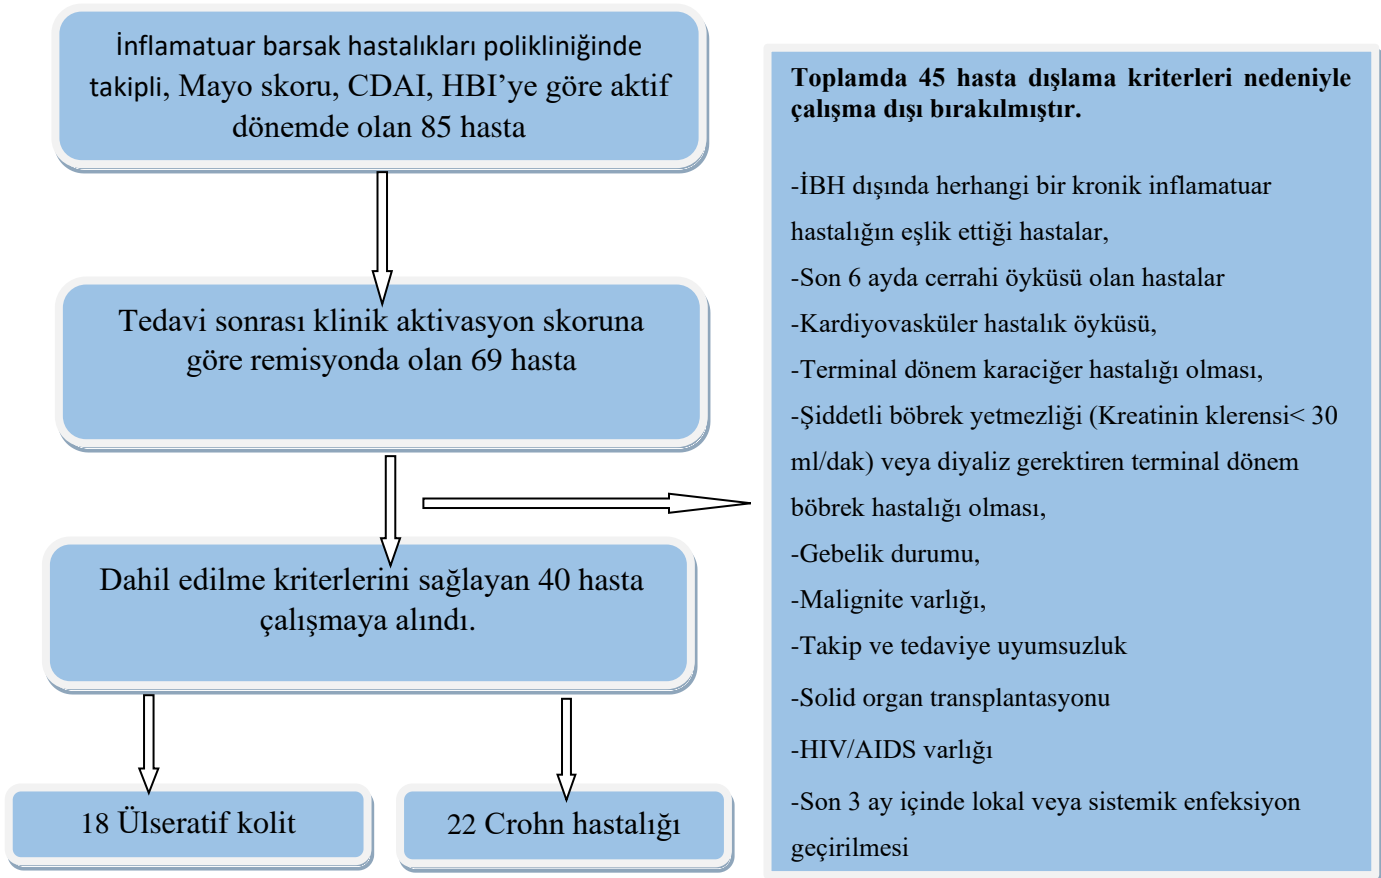 İnflamatuar barsak hastalıkları polikliniğinde
takipli, Mayo skoru, CDAI, HBI’ye göre aktif
dönemde olan 85 hasta
Tedavi sonrası klinik aktivasyon skoruna
göre remisyonda olan 69 hasta
Dahil edilme kriterlerini sağlayan 40 hasta
çalışmaya alındı.
18 Ülseratif kolit
22 Crohn hastalığı
Toplamda 45 hasta dışlama kriterleri nedeniyle
çalışma dışı bırakılmıştır.
-İBH dışında herhangi bir kronik inflamatuar
hastalığın eşlik ettiği hastalar,
-Son 6 ayda cerrahi öyküsü olan hastalar
-Kardiyovasküler hastalık öyküsü,
-Terminal dönem karaciğer hastalığı olması,
-Şiddetli böbrek yetmezliği (Kreatinin klerensi< 30
ml/dak) veya diyaliz gerektiren terminal dönem
böbrek hastalığı olması,
-Gebelik durumu,
-Malignite varlığı,
-Takip ve tedaviye uyumsuzluk
-Solid organ transplantasyonu
-HIV/AIDS varlığı
-Son 3 ay içinde lokal veya sistemik enfeksiyon
geçirilmesi